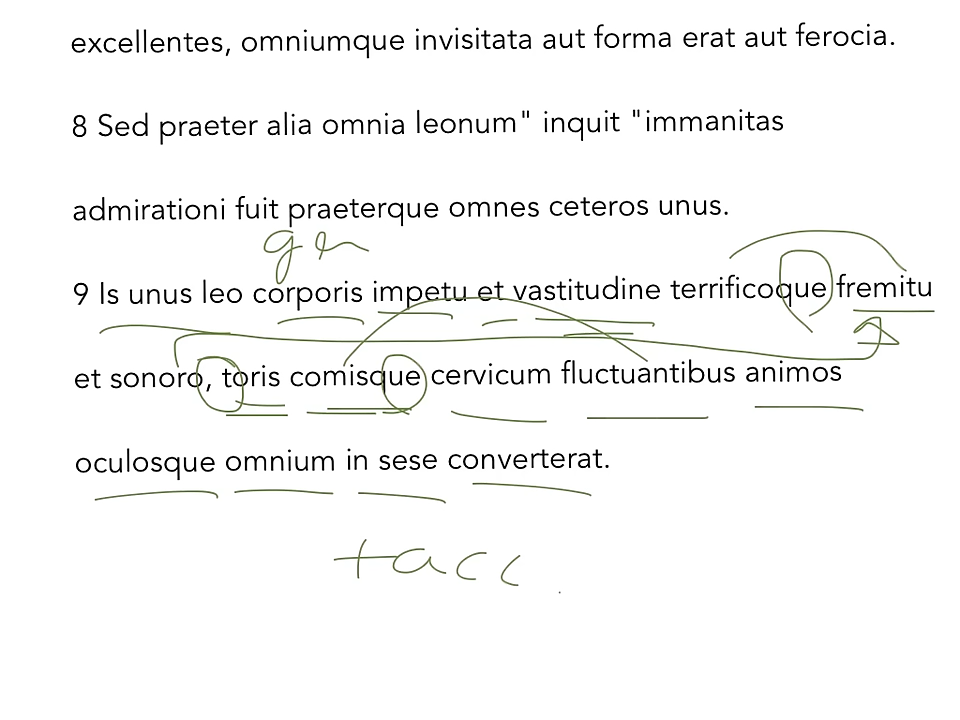 excellentes, omniumque invisitata aut forma erat aut ferocia.
8 Sed praeter alia omnia leonum" inquit "immanitas
admirationi fuit praeterque omnes ceteros unus.
gen
9 Is unus leo corporis impetu et vastitudine terrificoque fremitu
et sonoro, toris comisque cervicum fluctuantibus animos
oculosque omnium in sese converterat.
tacc